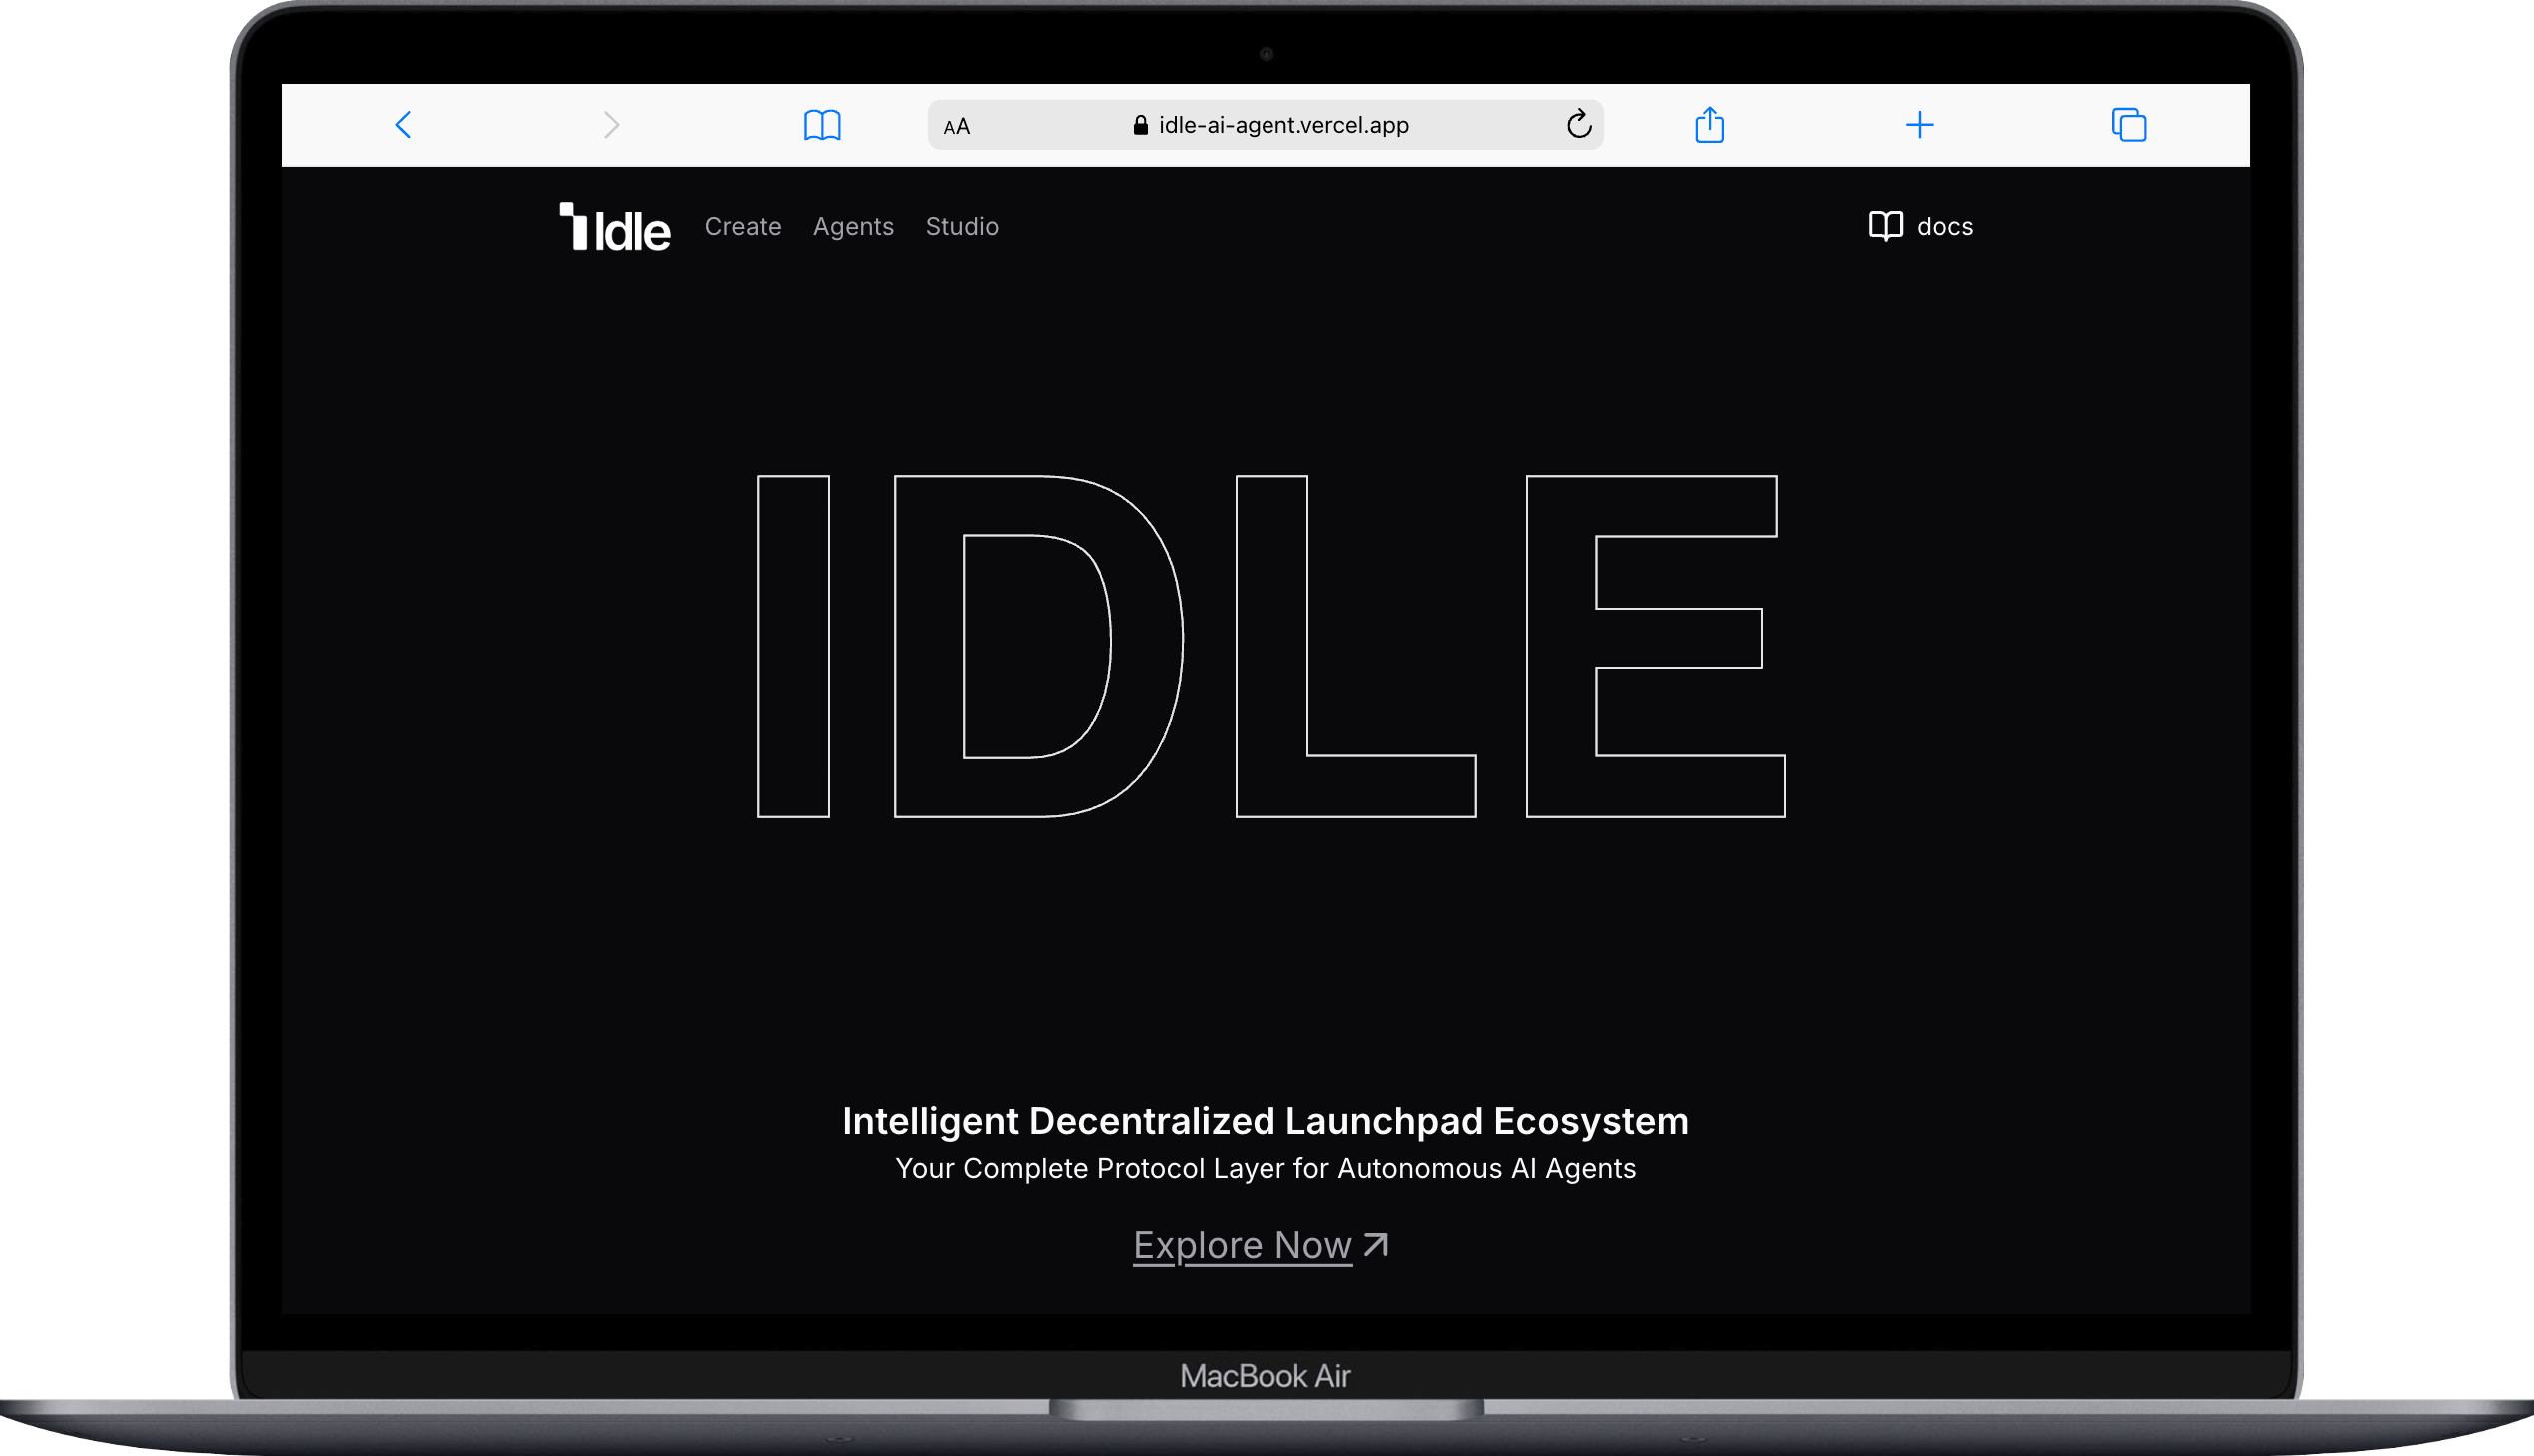 AA idle-ai-agent.vercel.app
Idle Create Agents Studio docs
IDLE
Intelligent Decentralized Launchpad Ecosystem
Your Complete Protocol Layer for Autonomous AI Agents
Explore Now
MacBook Air